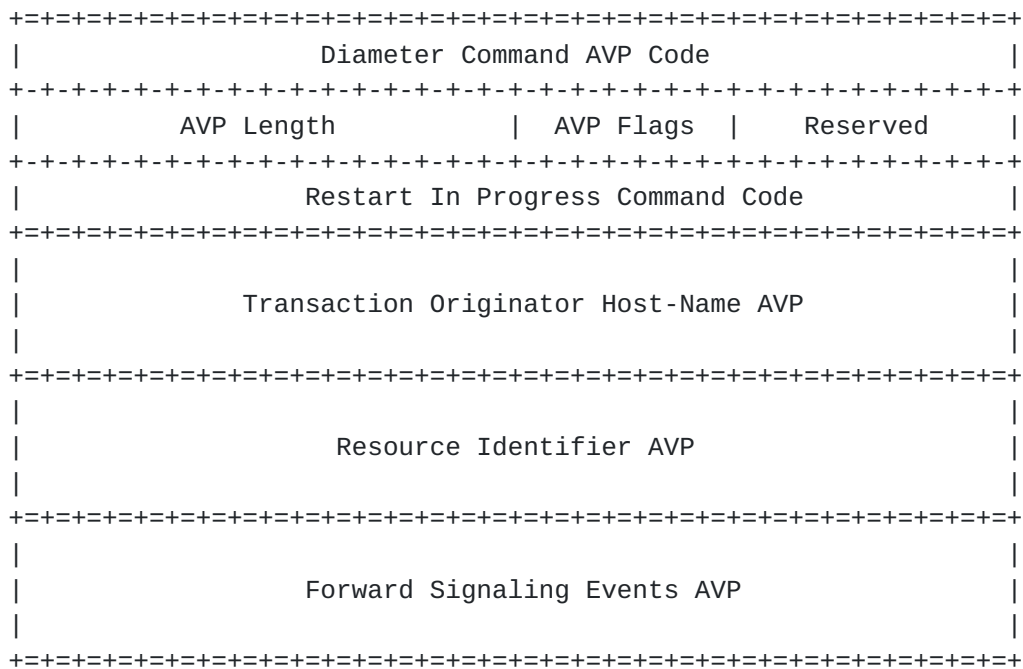 +=+=+=+=+=+=+=+=+=+=+=+=+=+=+=+=+=+=+=+=+=+=+=+=+=+=+=+=+=+=+=+=+
|                   Diameter Command AVP Code                   |
+-+-+-+-+-+-+-+-+-+-+-+-+-+-+-+-+-+-+-+-+-+-+-+-+-+-+-+-+-+-+-+-+
|          AVP Length           |  AVP Flags  |    Reserved     |
+-+-+-+-+-+-+-+-+-+-+-+-+-+-+-+-+-+-+-+-+-+-+-+-+-+-+-+-+-+-+-+-+
|                  Restart In Progress Command Code             |
+=+=+=+=+=+=+=+=+=+=+=+=+=+=+=+=+=+=+=+=+=+=+=+=+=+=+=+=+=+=+=+=+
|                                                               |
|              Transaction Originator Host-Name AVP             |
|                                                               |
+=+=+=+=+=+=+=+=+=+=+=+=+=+=+=+=+=+=+=+=+=+=+=+=+=+=+=+=+=+=+=+=+
|                                                               |
|                    Resource Identifier AVP                    |
|                                                               |
+=+=+=+=+=+=+=+=+=+=+=+=+=+=+=+=+=+=+=+=+=+=+=+=+=+=+=+=+=+=+=+=+
|                                                               |
|                  Forward Signaling Events AVP                 |
|                                                               |
+=+=+=+=+=+=+=+=+=+=+=+=+=+=+=+=+=+=+=+=+=+=+=+=+=+=+=+=+=+=+=+=+